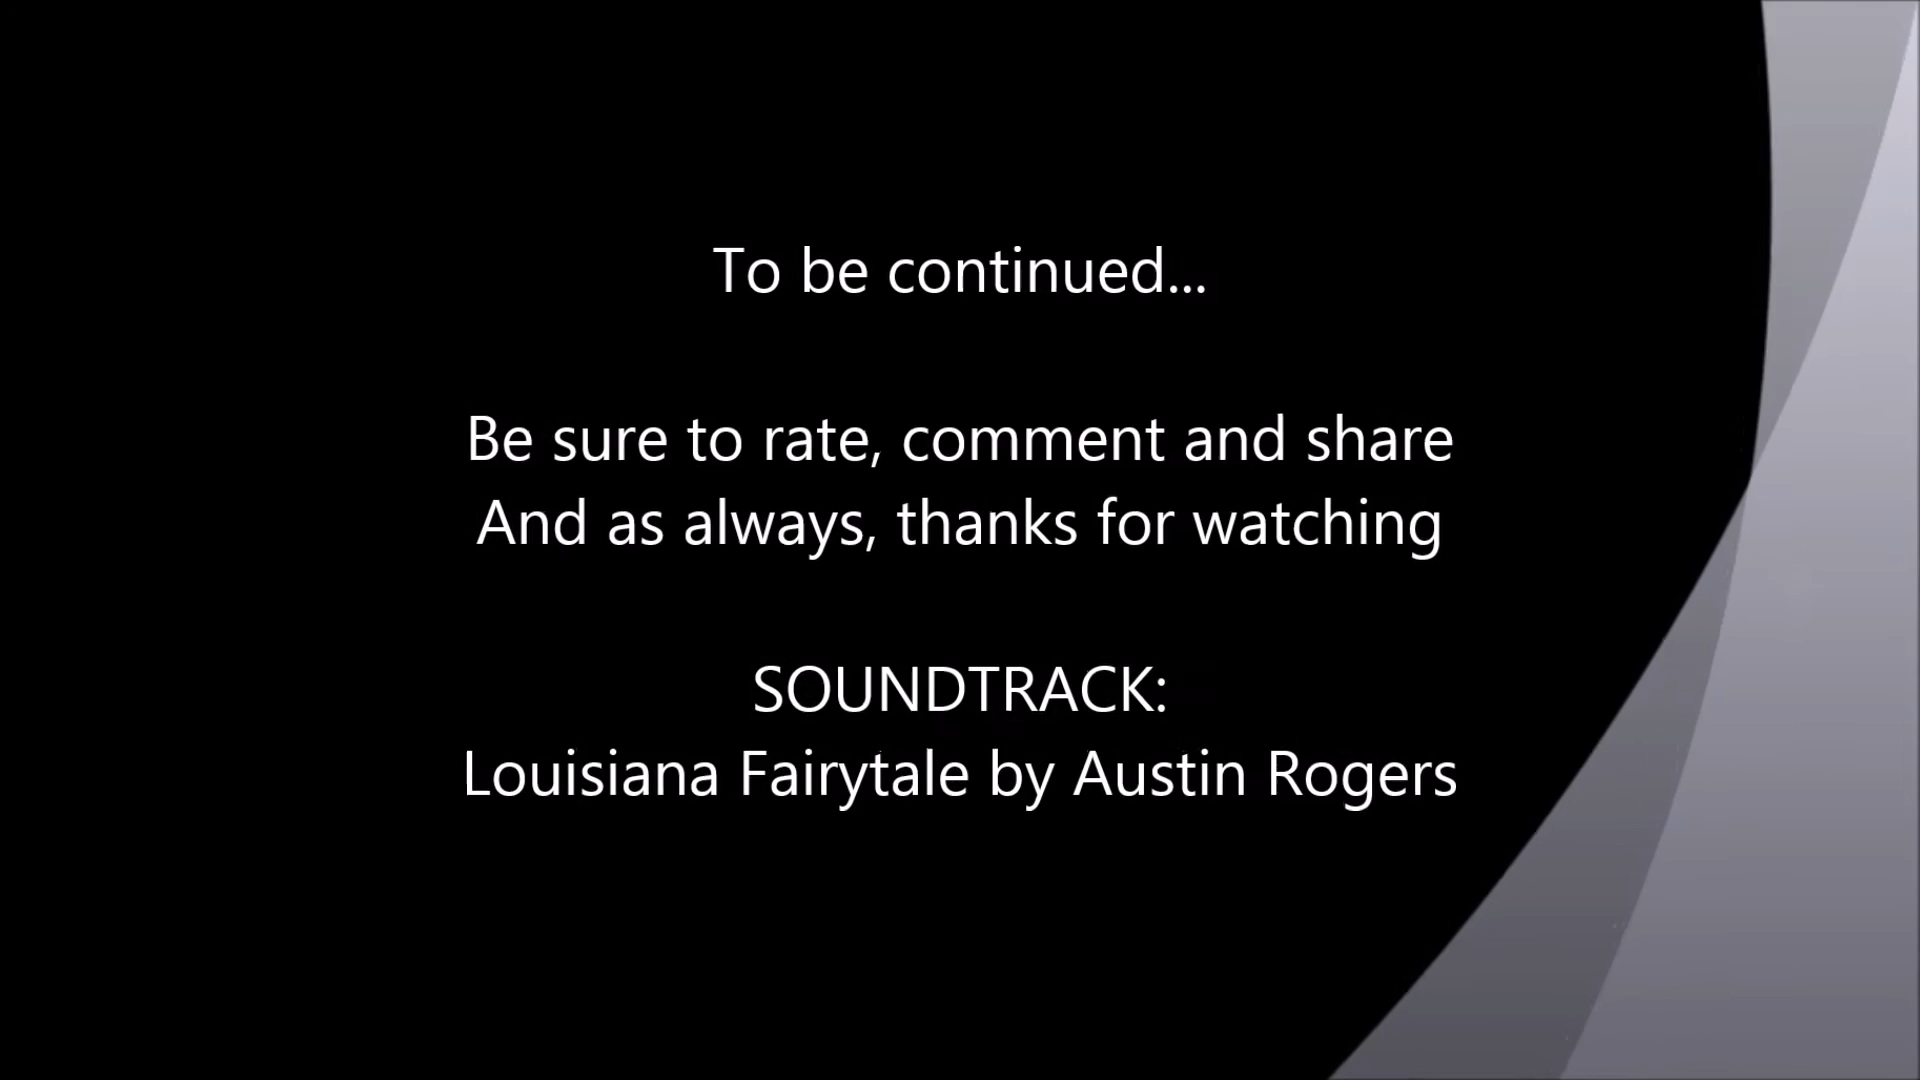 To be continued...
Be sure to rate, comment and share
And as always, thanks for watching
SOUNDTRACK:
Louisiana Fairytale by Austin Rogers